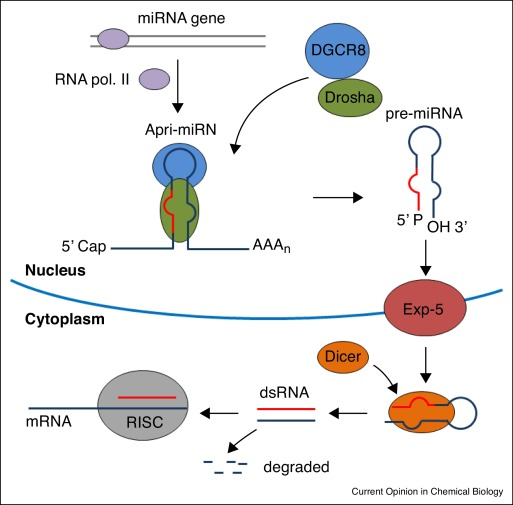 miRNA gene
RNA pol. II
DGCR8
Drosha
Apri-miRN
pre-miRNA
5' Cap
AAAn
5' P
OH 3'
Nucleus
Cytoplasm
Exp-5
Dicer
dsRNA
mRNA
RISC
degraded
Current Opinion in Chemical Biology